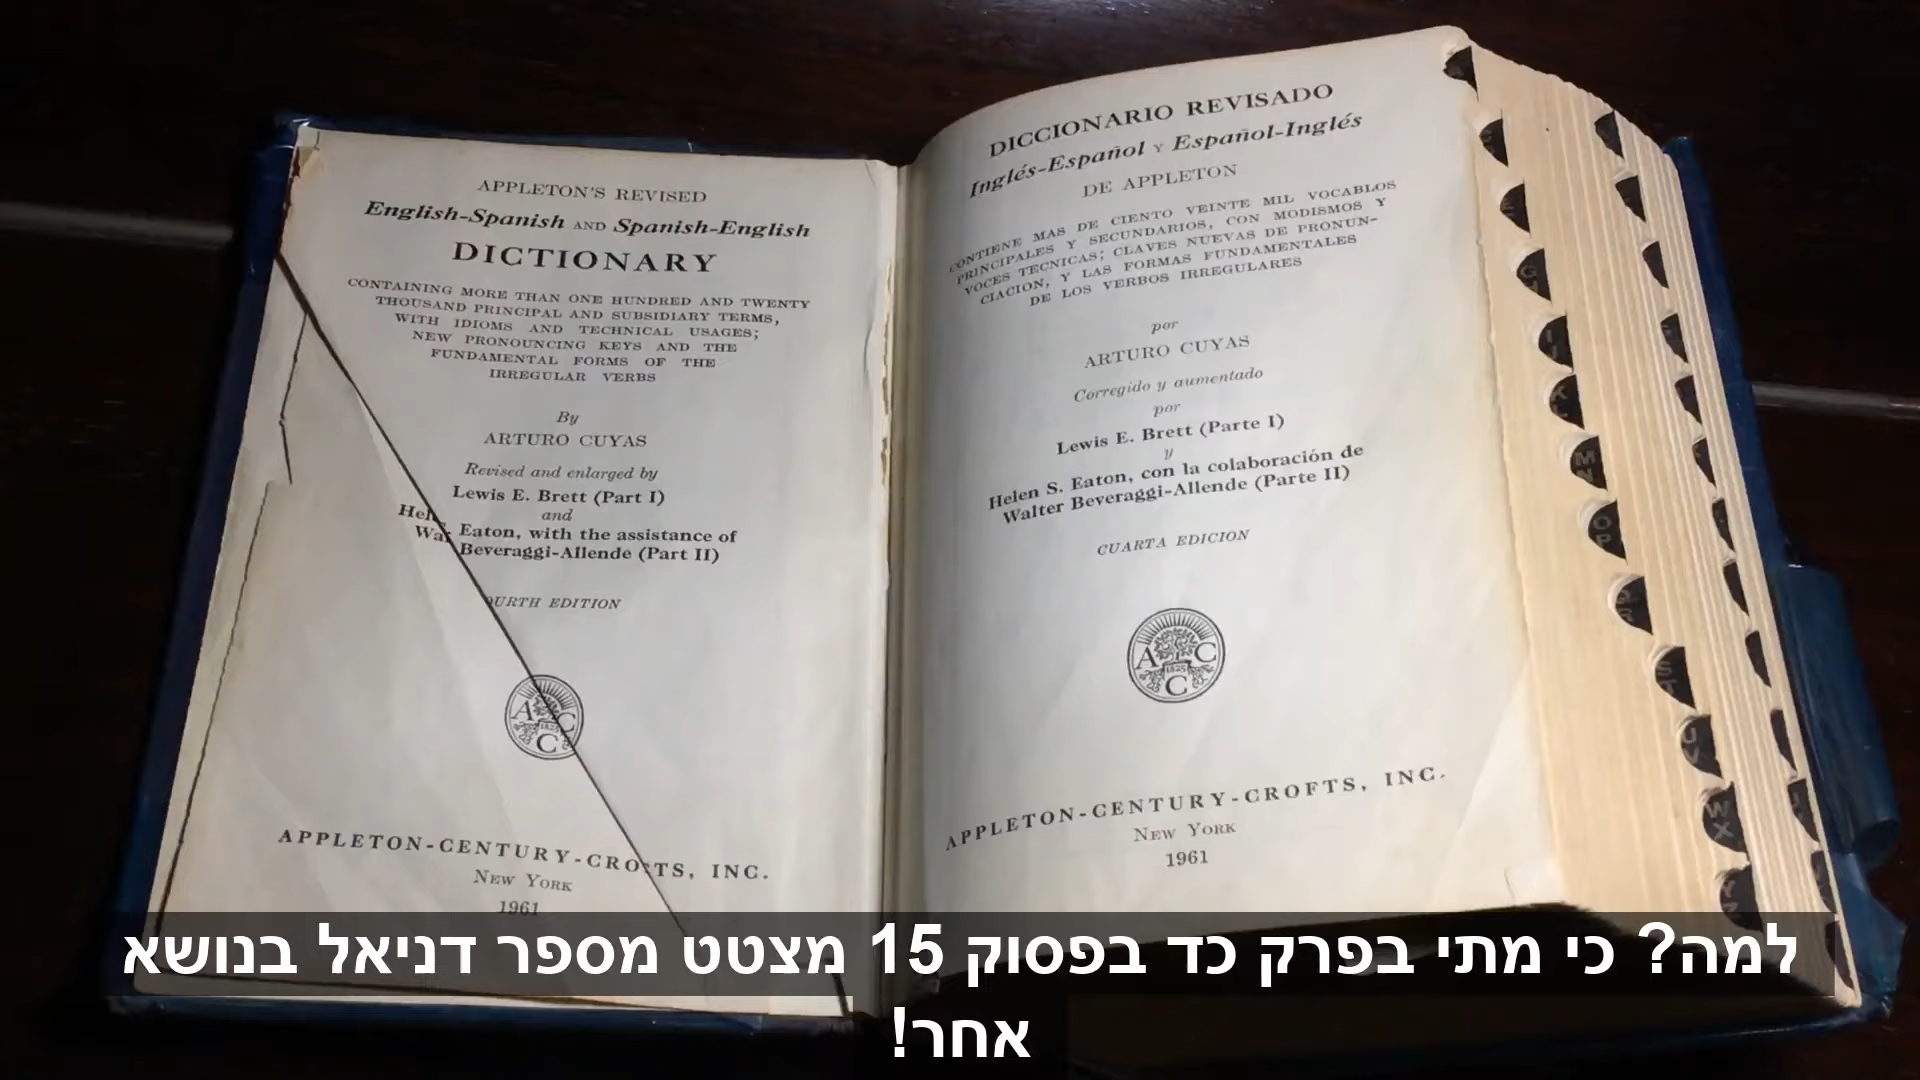 APPLETON'S REVISED
English-Spanish AND Spanish-English
DICTIONARY
CONTAINING MORE THAN ONE HUNDRED AND TWENTY
THOUSAND PRINCIPAL AND SUBSIDIARY TERMS,
WITH IDIOMS AND TECHNICAL USAGES;
NEW PRONOUNCING KEYS AND THE
FUNDAMENTAL FORMS OF THE
IRREGULAR VERBS
By
ARTURO CUYAS
Revised and enlarged by
Lewis E. Brett (Part I)
and
Eaton, with the assistance of
Beveraggi-Allende (Part II)
EDITION
A C C
1825
APPLETON-CENTURY-CROFTS, INC.
NEW YORK
1961
DICCIONARIO REVISADO
Inglés-Español Y Español-Inglés
DE APPLETON
CONTIENE MAS DE CIENTO VEINTE MIL VOCABLOS
PRINCIPALES Y SECUNDARIOS, CON MODISMOS Y
VOCES TECNICAS; CLAVES NUEVAS DE PRONUN-
CIACION, Y LAS FORMAS FUNDAMENTALES
DE LOS VERBOS IRREGULARES
por
ARTURO CUYAS
Corregido y aumentado
por
Lewis E. Brett (Parte I)
y
Helen S. Eaton, con la colaboración de
Walter Beveraggi-Allende (Parte II)
CUARTA EDICION
A C C
1825
APPLETON-CENTURY-CROFTS, INC.
NEW YORK
1961
M
N
O
P
S
T
U
V
W
X
למה? כי מתי בפרק כד בפסוק 15 מצטט מספר דניאל בנושא
אחר!